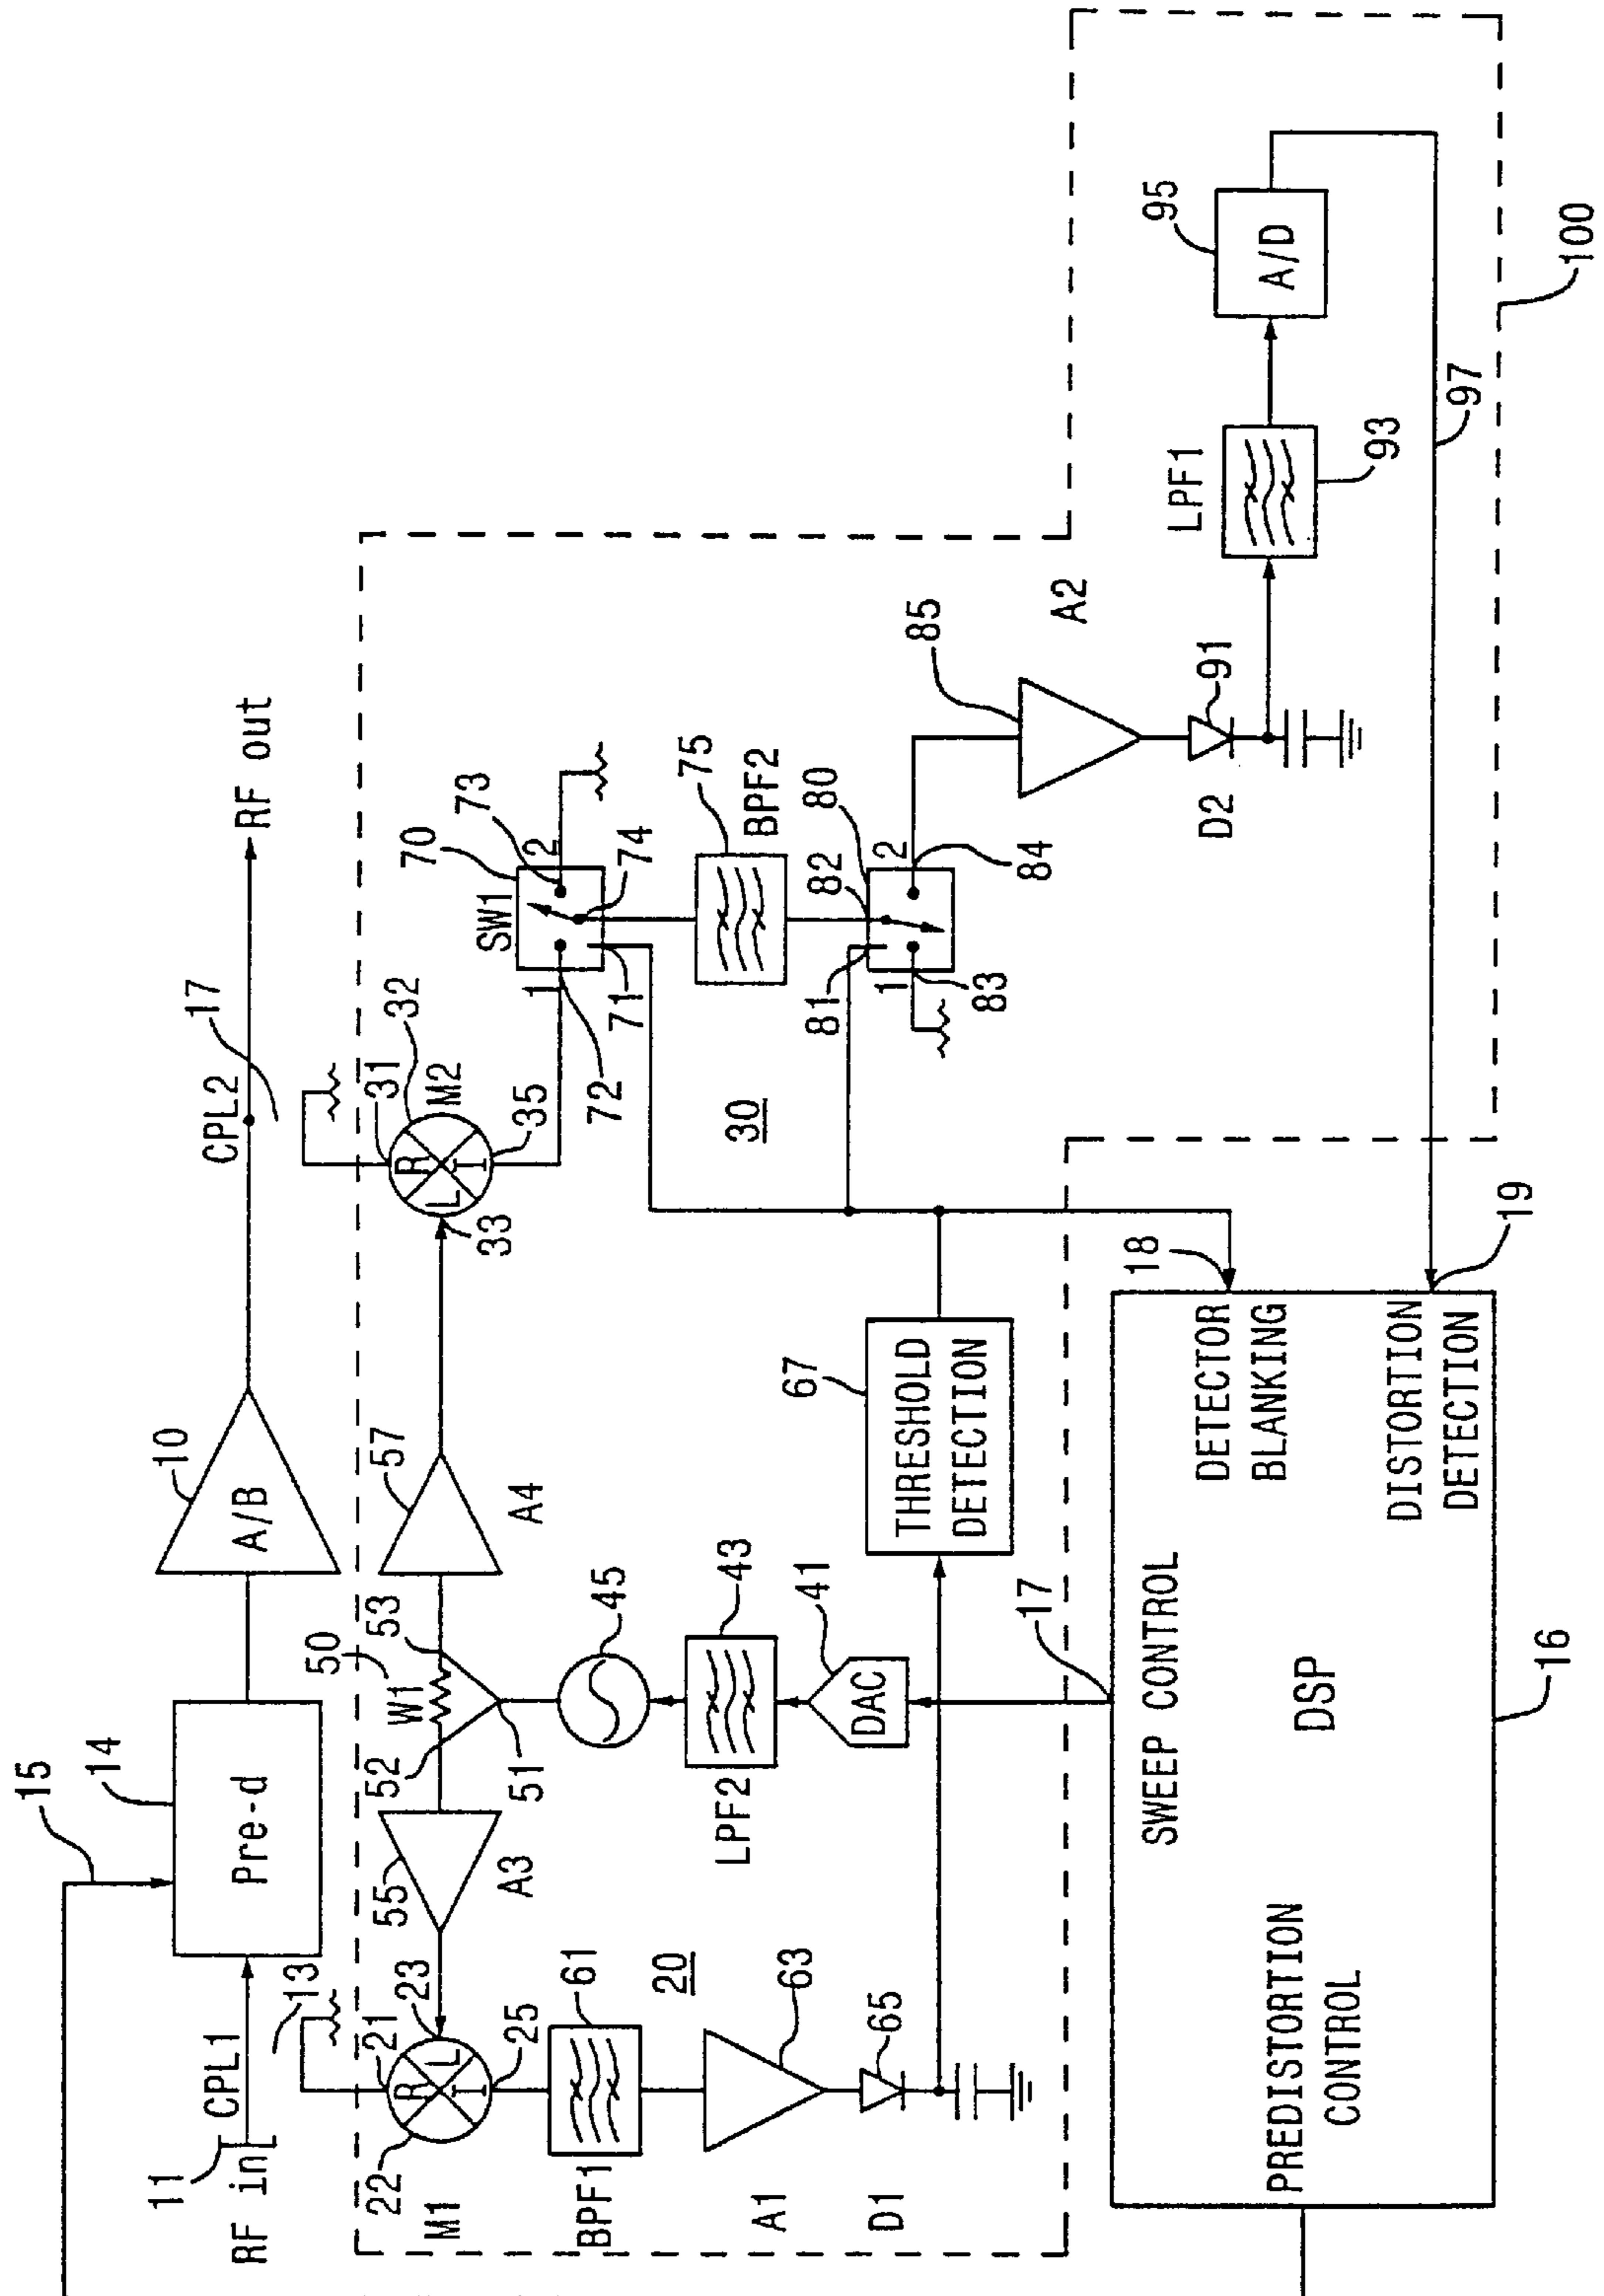 15
14
Pre-d
11
CPL1
RF in
13
10
A/B
CPL2
17
RF out
21
R
L
I
22
M1
23
25
55
A3
52
50
W1
53
51
57
A4
31
R
L
I
32
M2
33
35
70
SW1
1
2
73
72
71
74
61
BPF1
20
63
A1
65
D1
45
43
LPF2
41
DAC
67
THRESHOLD
DETECTION
30
75
BPF2
80
81
82
1
2
83
84
85
A2
91
D2
LPF1
93
95
A/D
97
100
17
18
19
SWEEP CONTROL
DETECTOR
BLANKING
DISTORTION
DETECTION
DSP
PREDISTORTION
CONTROL
16